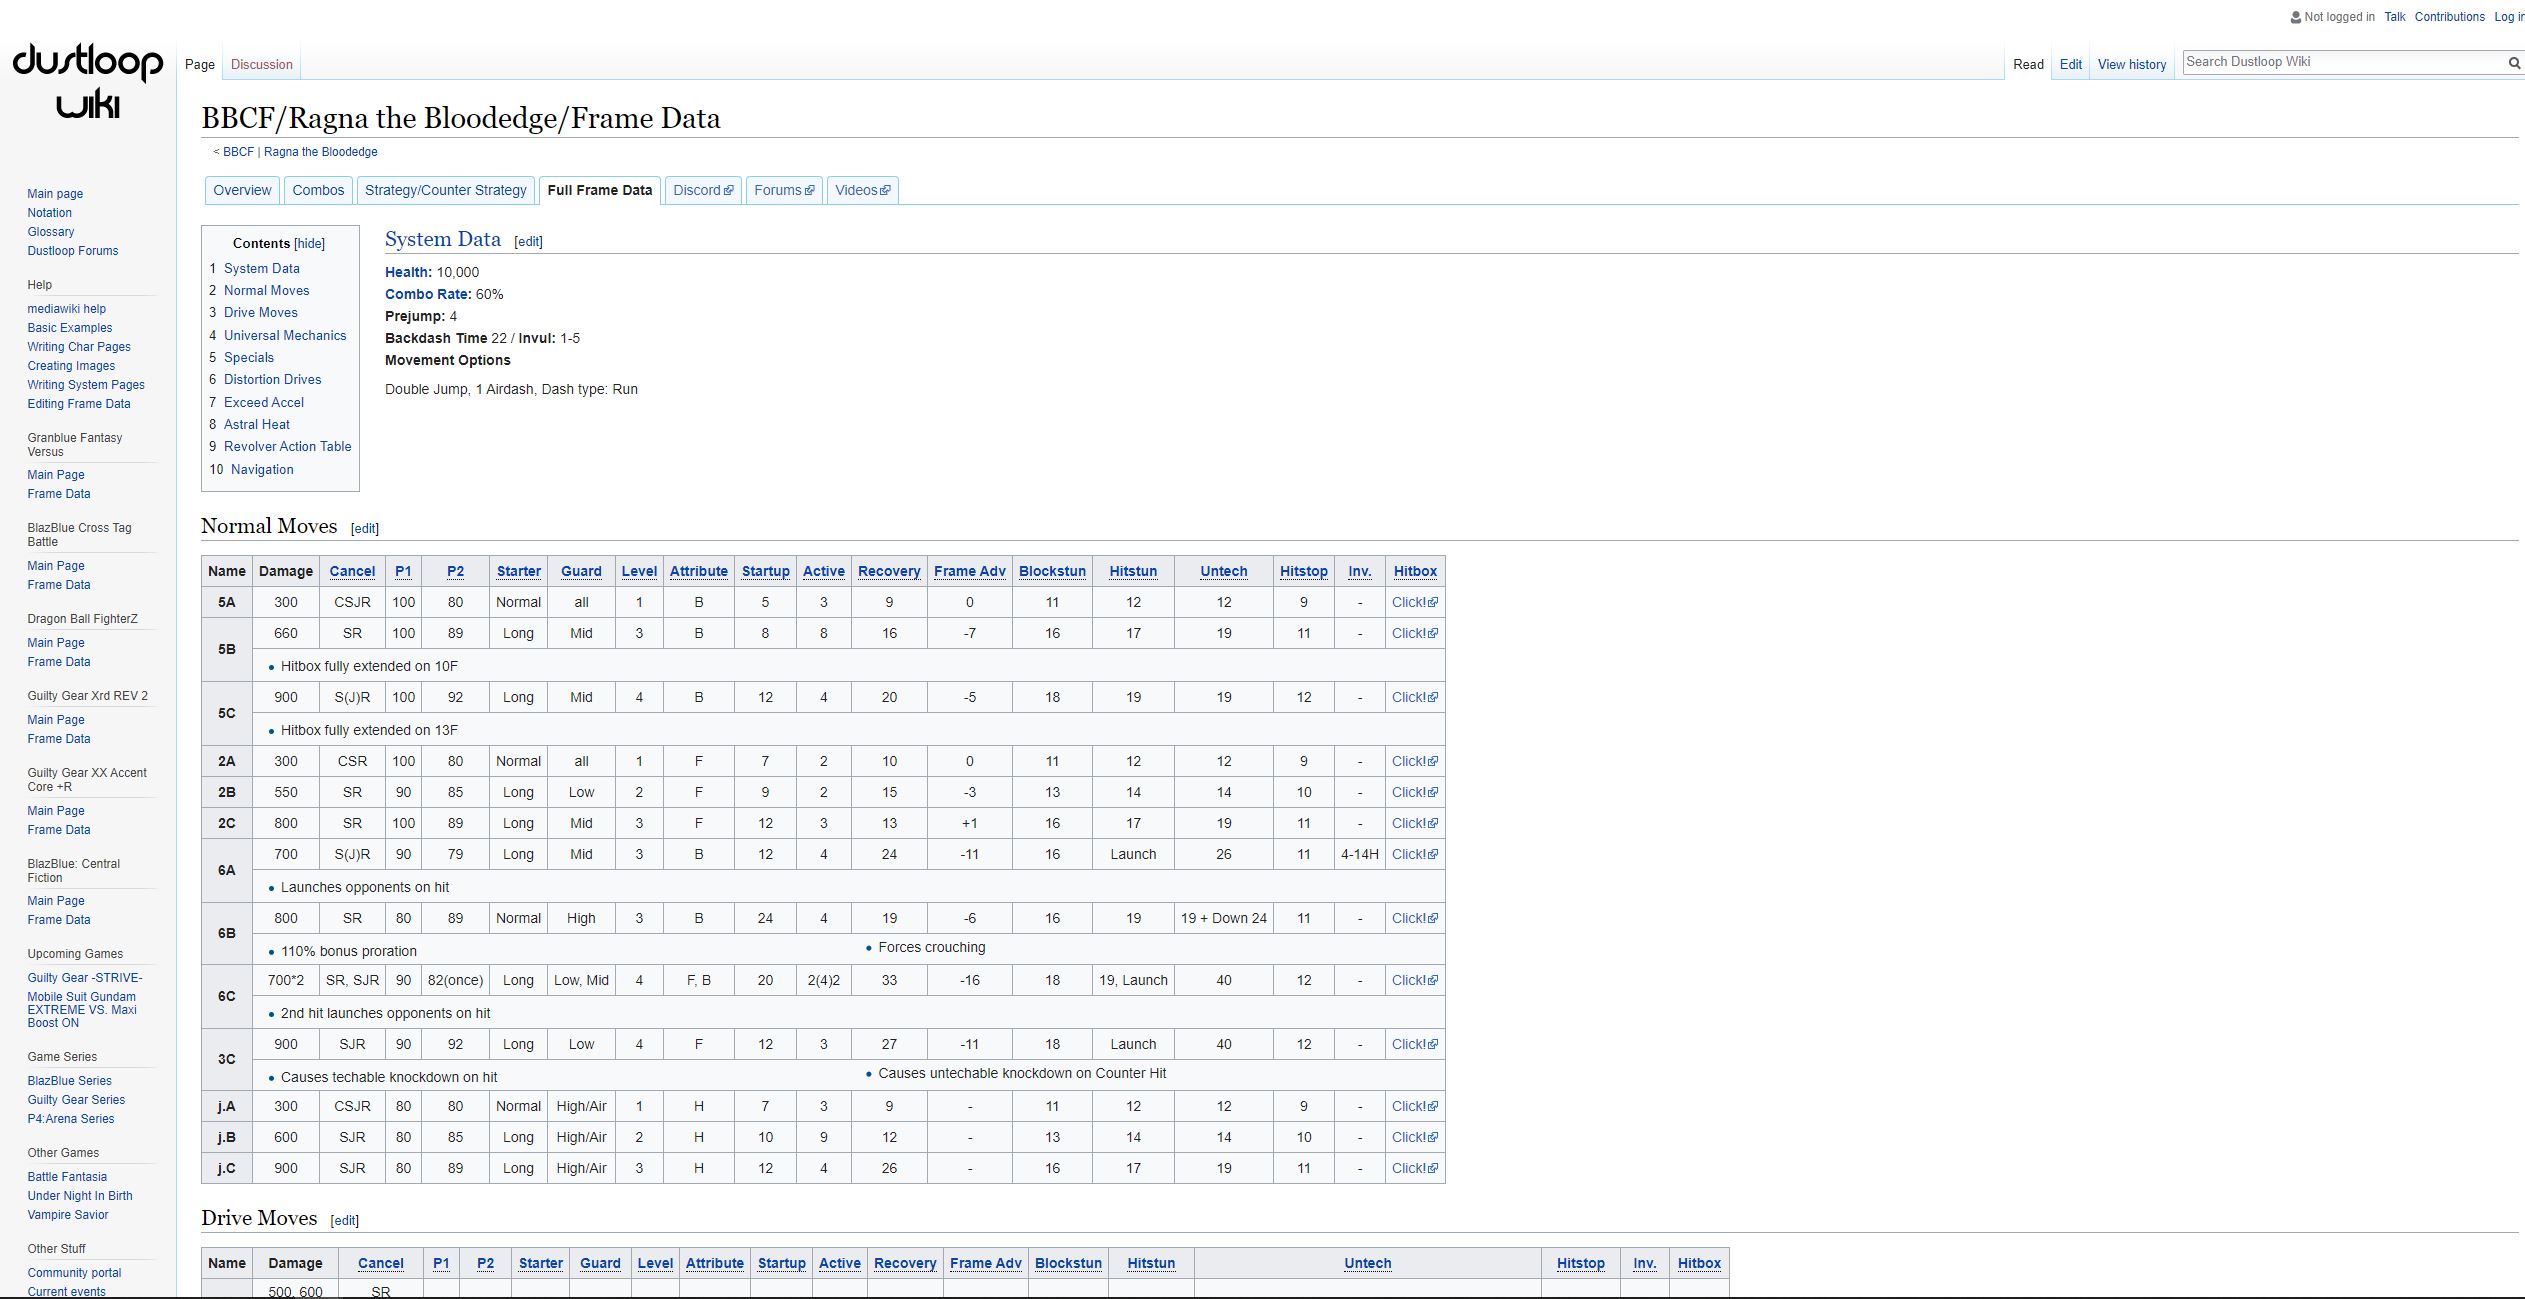 Not logged in Talk Contributions Log in
dustloop
wiki
Page Discussion Read Edit View history Search Dustloop Wiki
BBCF/Ragna the Bloodedge/Frame Data
< BBCF | Ragna the Bloodedge
Overview Combos Strategy/Counter Strategy Full Frame Data Discord Forums Videos
Main page
Notation
Glossary
Dustloop Forums
Help
mediawiki help
Basic Examples
Writing Char Pages
Creating Images
Writing System Pages
Editing Frame Data
Granblue Fantasy
Versus
Main Page
Frame Data
BlazBlue Cross Tag
Battle
Main Page
Frame Data
Dragon Ball FighterZ
Main Page
Frame Data
Guilty Gear Xrd REV 2
Main Page
Frame Data
Guilty Gear XX Accent
Core +R
Main Page
Frame Data
BlazBlue: Central
Fiction
Main Page
Frame Data
Upcoming Games
Guilty Gear -STRIVE-
Mobile Suit Gundam
EXTREME VS. Maxi
Boost ON
Game Series
BlazBlue Series
Guilty Gear Series
P4:Arena Series
Other Games
Battle Fantasia
Under Night In Birth
Vampire Savior
Other Stuff
Community portal
Current events
Contents [hide]
1 System Data
2 Normal Moves
3 Drive Moves
4 Universal Mechanics
5 Specials
6 Distortion Drives
7 Exceed Accel
8 Astral Heat
9 Revolver Action Table
10 Navigation
System Data [edit]
Health: 10,000
Combo Rate: 60%
Prejump: 4
Backdash Time 22 / Invul: 1-5
Movement Options
Double Jump, 1 Airdash, Dash type: Run
Normal Moves [edit]
Name Damage Cancel P1 P2 Starter Guard Level Attribute Startup Active Recovery Frame Adv Blockstun Hitstun Untech Hitstop Inv. Hitbox
5A 300 CSJR 100 80 Normal all 1 B 5 3 9 0 11 12 12 9 - Click!
5B 660 SR 100 89 Long Mid 3 B 8 8 16 -7 16 17 19 11 - Click!
• Hitbox fully extended on 10F
5C 900 S(J)R 100 92 Long Mid 4 B 12 4 20 -5 18 19 19 12 - Click!
• Hitbox fully extended on 13F
2A 300 CSR 100 80 Normal all 1 F 7 2 10 0 11 12 12 9 - Click!
2B 550 SR 90 85 Long Low 2 F 9 2 15 -3 13 14 14 10 - Click!
2C 800 SR 100 89 Long Mid 3 F 12 3 13 +1 16 17 19 11 - Click!
6A 700 S(J)R 90 79 Long Mid 3 B 12 4 24 -11 16 Launch 26 11 4-14H Click!
• Launches opponents on hit
6B 800 SR 80 89 Normal High 3 B 24 4 19 -6 16 19 19 + Down 24 11 - Click!
• 110% bonus proration • Forces crouching
6C 700*2 SR, SJR 90 82(once) Long Low, Mid 4 F, B 20 2(4)2 33 -16 18 19, Launch 40 12 - Click!
• 2nd hit launches opponents on hit
3C 900 SJR 90 92 Long Low 4 F 12 3 27 -11 18 Launch 40 12 - Click!
• Causes techable knockdown on hit • Causes untechable knockdown on Counter Hit
j.A 300 CSJR 80 80 Normal High/Air 1 H 7 3 9 - 11 12 12 9 - Click!
j.B 600 SJR 80 85 Long High/Air 2 H 10 9 12 - 13 14 14 10 - Click!
j.C 900 SJR 80 89 Long High/Air 3 H 12 4 26 - 16 17 19 11 - Click!
Drive Moves [edit]
Name Damage Cancel P1 P2 Starter Guard Level Attribute Startup Active Recovery Frame Adv Blockstun Hitstun Untech Hitstop Inv. Hitbox
500, 600 SR